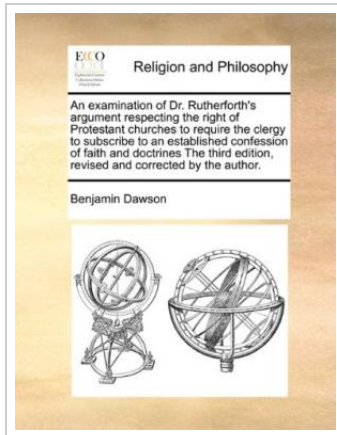 ECCO
Religion and Philosophy
An examination of Dr. Rutherforth's
argument respecting the right of
Protestant churches to require the clergy
to subscribe to an established confession
of faith and doctrines The third edition,
revised and corrected by the author.
Benjamin Dawson